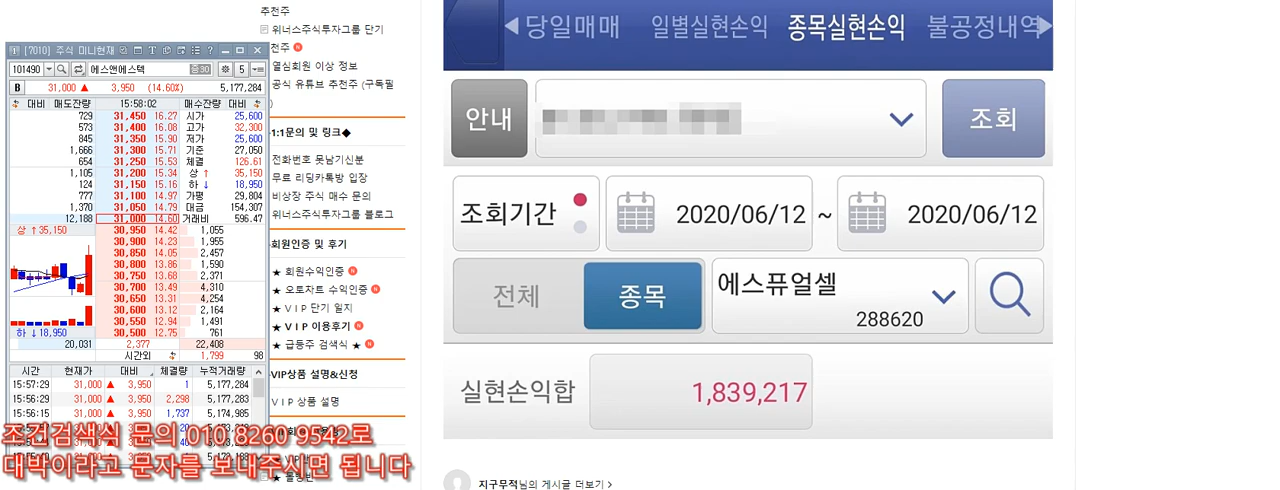 추천주
위너스주식투자그룹 단기
추천주 N
열심회원 이상 정보
공식 유튜브 추천주 (구독필
)
1:1문의 및 링크◆
전화번호 못남기신분
무료 리딩카톡방 입장
비상장 주식 매수 문의
위너스주식투자그룹 블로그
회원인증 및 후기
★ 회원수익인증 N
★ 오토차트 수익인증 N
★ V I P 단기 일지
★ V I P 이용후기 N
★ 급등주 검색식 ★ N
VIP상품 설명&신청
V I P 상품 설명
[7010] 주식 미니현재
101490 에스앤에스텍 증30 5
B 31,000 ▲ 3,950 (14.60%) 5,177,284
대비 매도잔량 15:58:02 매수잔량 대비
729 31,450 16.27 시가 25,600
573 31,400 16.08 고가 32,300
845 31,350 15.90 저가 25,600
1,666 31,300 15.71 기준 27,050
654 31,250 15.53 체결 126.61
1,105 31,200 15.34 상 ↑ 35,150
124 31,150 15.16 하 ↓ 18,950
777 31,100 14.97 가평 29,804
1,370 31,050 14.79 대금 154,307
12,188 31,000 14.60 거래비 596.47
상 ↑ 35,150 30,950 14.42 1,055
30,900 14.23 1,955
30,850 14.05 2,457
30,800 13.86 1,590
30,750 13.68 2,371
30,700 13.49 4,310
30,650 13.31 4,254
30,600 13.12 2,164
30,550 12.94 1,491
하 ↓ 18,950 30,500 12.75 761
20,031 2,377 22,408
시간외 1,799 98
시간 현재가 대비 체결량 누적거래량
15:57:29 31,000 ▲ 3,950 1 5,177,284
15:56:29 31,000 ▲ 3,950 2,298 5,177,283
15:56:15 31,000 ▲ 3,950 1,737 5,174,985
조건검색식 문의 010 8260 9542로
대박이라고 문자를 보내주시면 됩니다
당일매매 일별실현손익 종목실현손익 불공정내역
안내 조회
조회기간 2020/06/12 ~ 2020/06/12
전체 종목 에스퓨얼셀
288620
실현손익합 1,839,217
지구무적님의 게시글 더보기 >